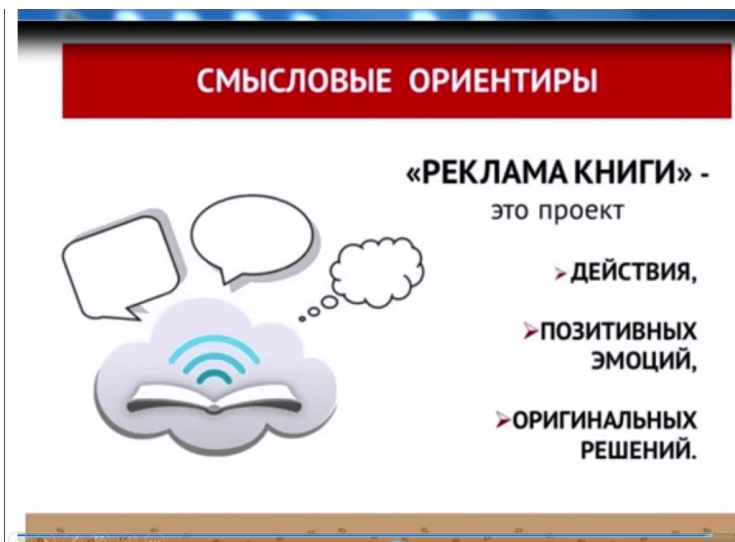 СМЫСЛОВЫЕ ОРИЕНТИРЫ
«РЕКЛАМА КНИГИ» -
это проект
ДЕЙСТВИЯ,
ПОЗИТИВНЫХ
ЭМОЦИЙ,
ОРИГИНАЛЬНЫХ
РЕШЕНИЙ.